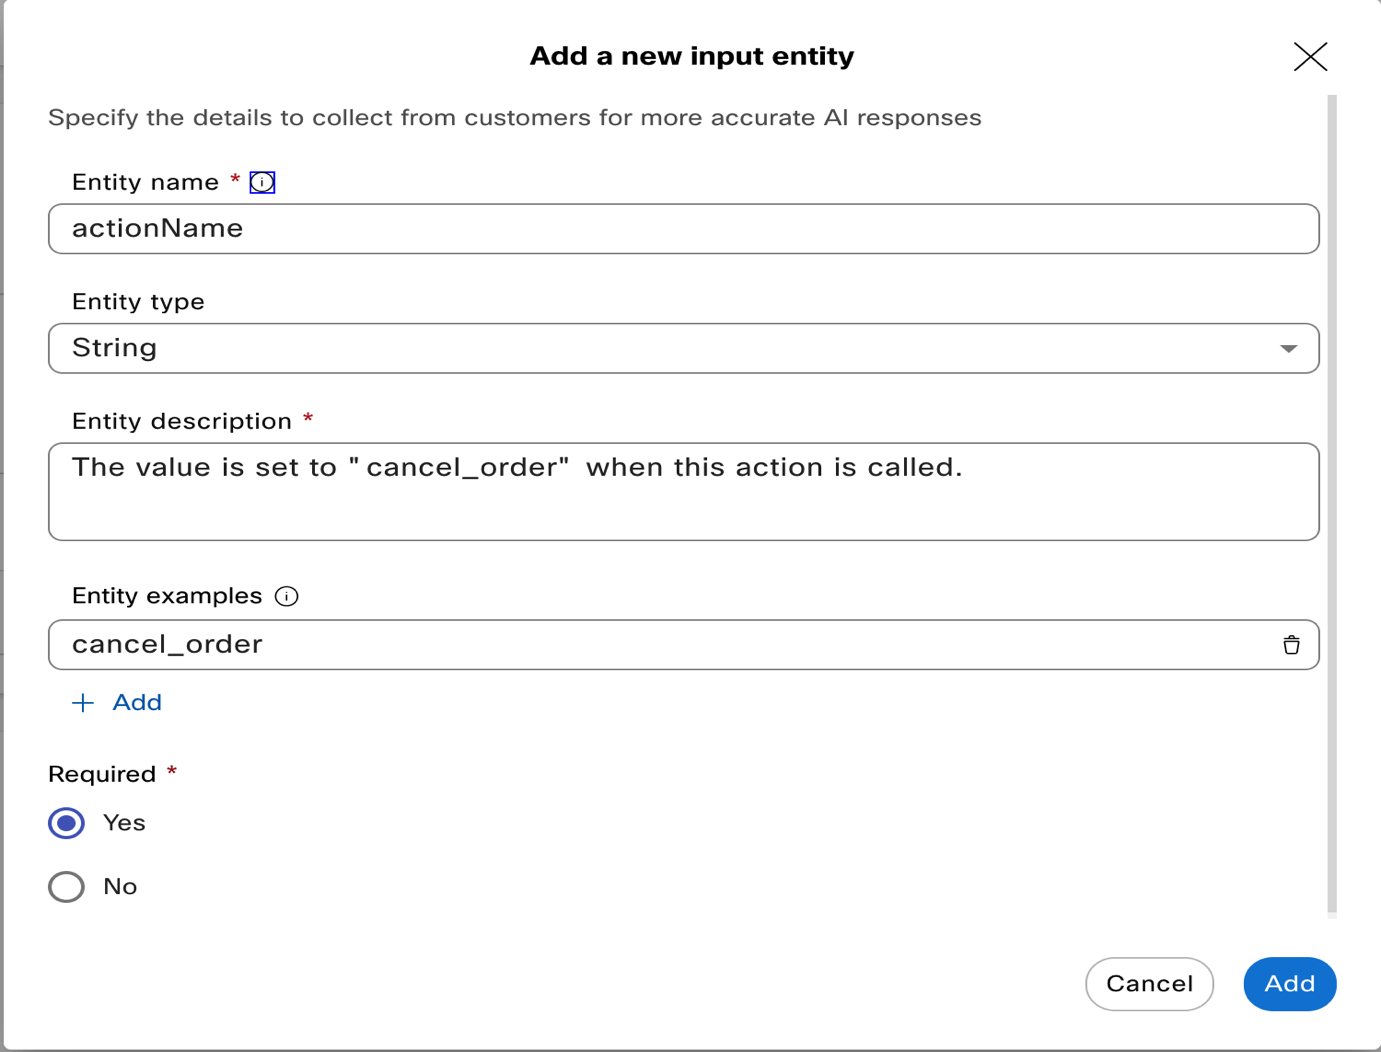 Add a new input entity
Specify the details to collect from customers for more accurate AI responses
Entity name *
actionName
Entity type
String
Entity description *
The value is set to "cancel_order" when this action is called.
Entity examples
cancel_order
+ Add
Required *
Yes
No
Cancel
Add